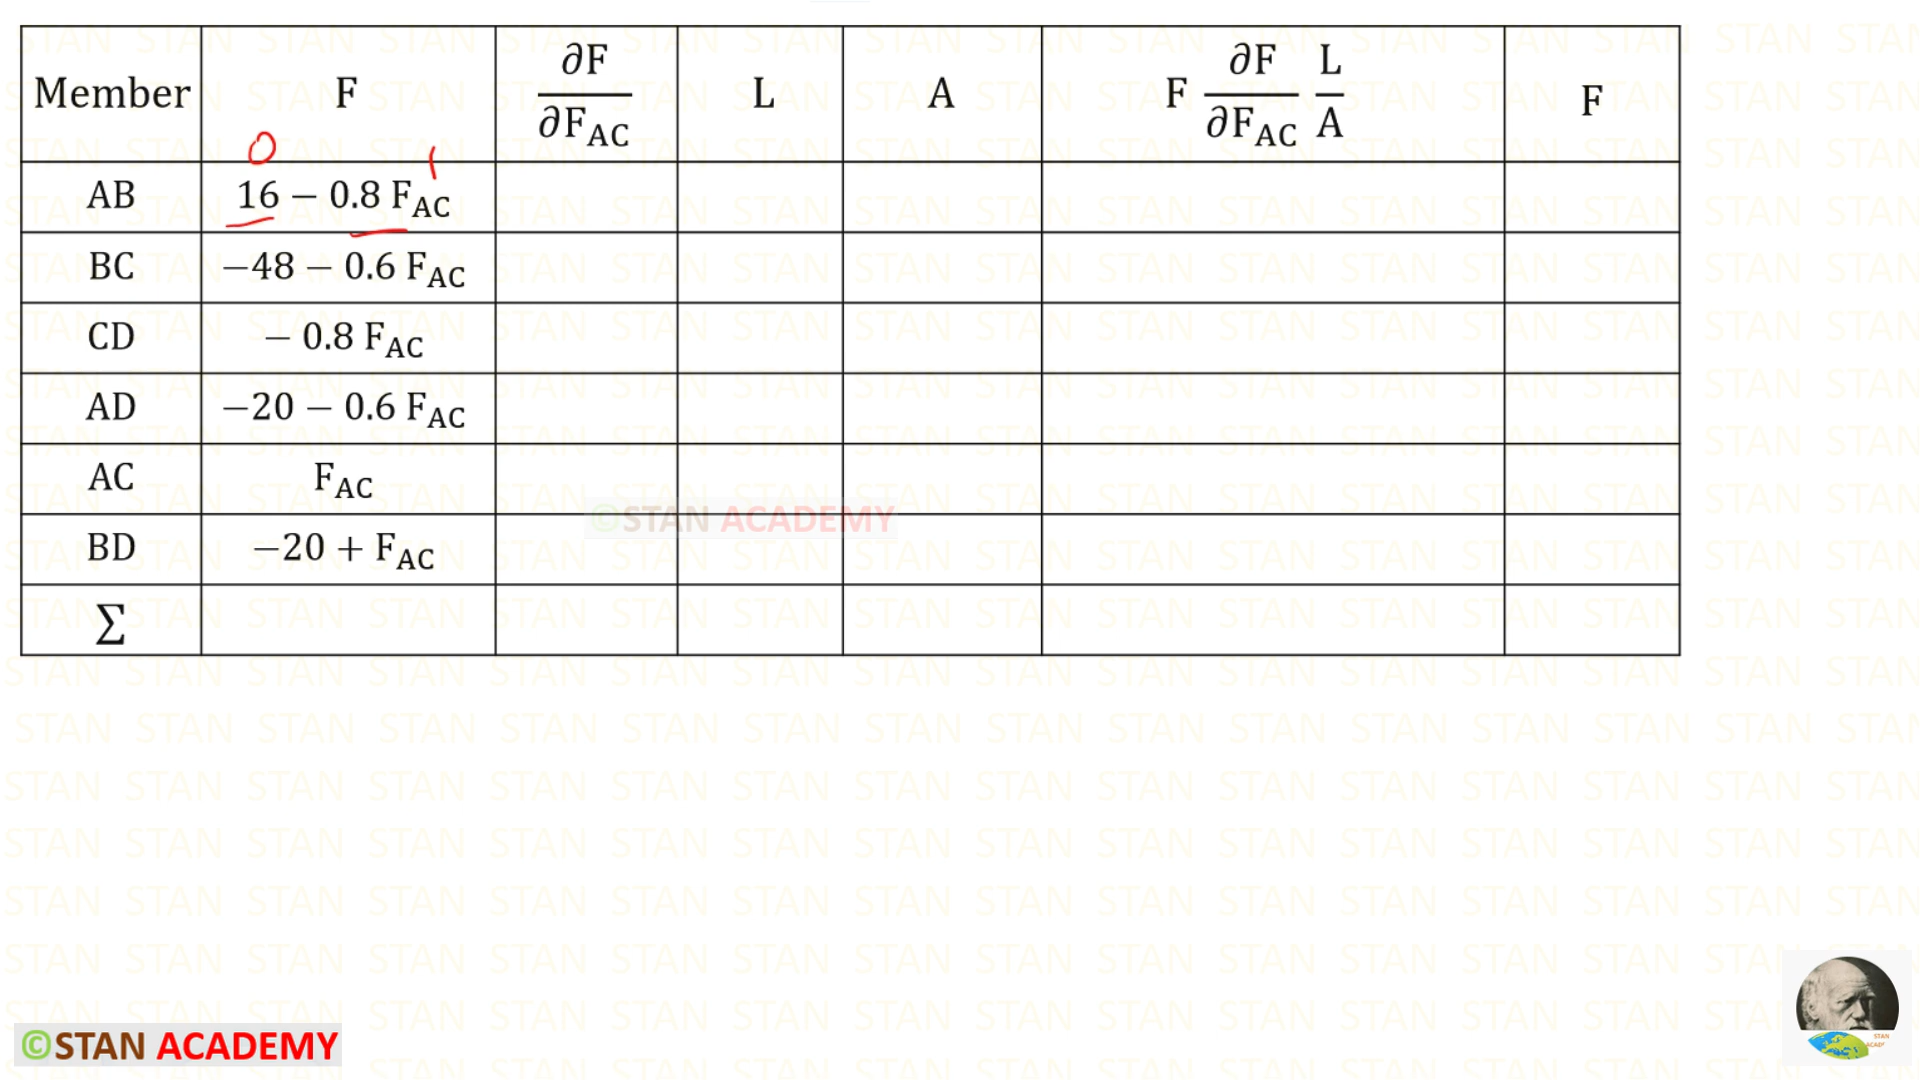 Member F ∂F/∂F_AC L A F ∂F/∂F_AC L/A F
0 1
AB 16 − 0.8 F_AC
BC −48 − 0.6 F_AC
CD − 0.8 F_AC
AD −20 − 0.6 F_AC
AC F_AC
©STAN ACADEMY
BD −20 + F_AC
∑
©STAN ACADEMY